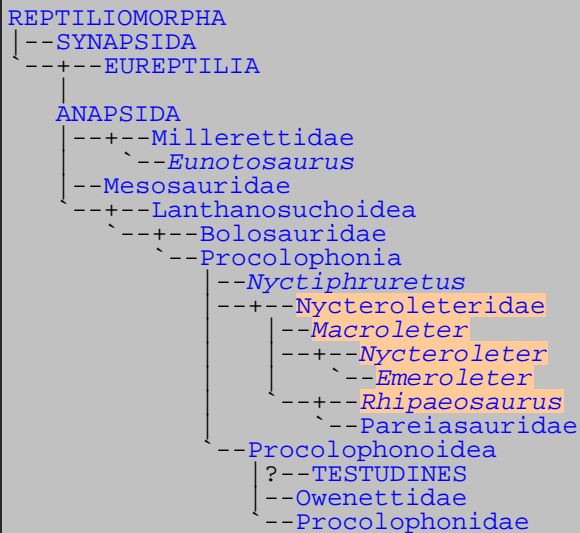 REPTILIOMORPHA
|--SYNAPSIDA
`--+--EUREPTILIA
   |
   ANAPSIDA
   |--+--Millerettidae
   |  `--Eunotosaurus
   |--Mesosauridae
   `--+--Lanthanosuchoidea
      `--+--Bolosauridae
         `--Procolophonia
            |--Nyctiphruretus
            |--+--Nycteroleteridae
            |  |--Macroleter
            |  |--+--Nycteroleter
            |  |  `--Emeroleter
            |  `--+--Rhipaeosaurus
            |     `--Pareiasauridae
            `--Procolophonoidea
               |?--TESTUDINES
               |--Owenettidae
               `--Procolophonidae